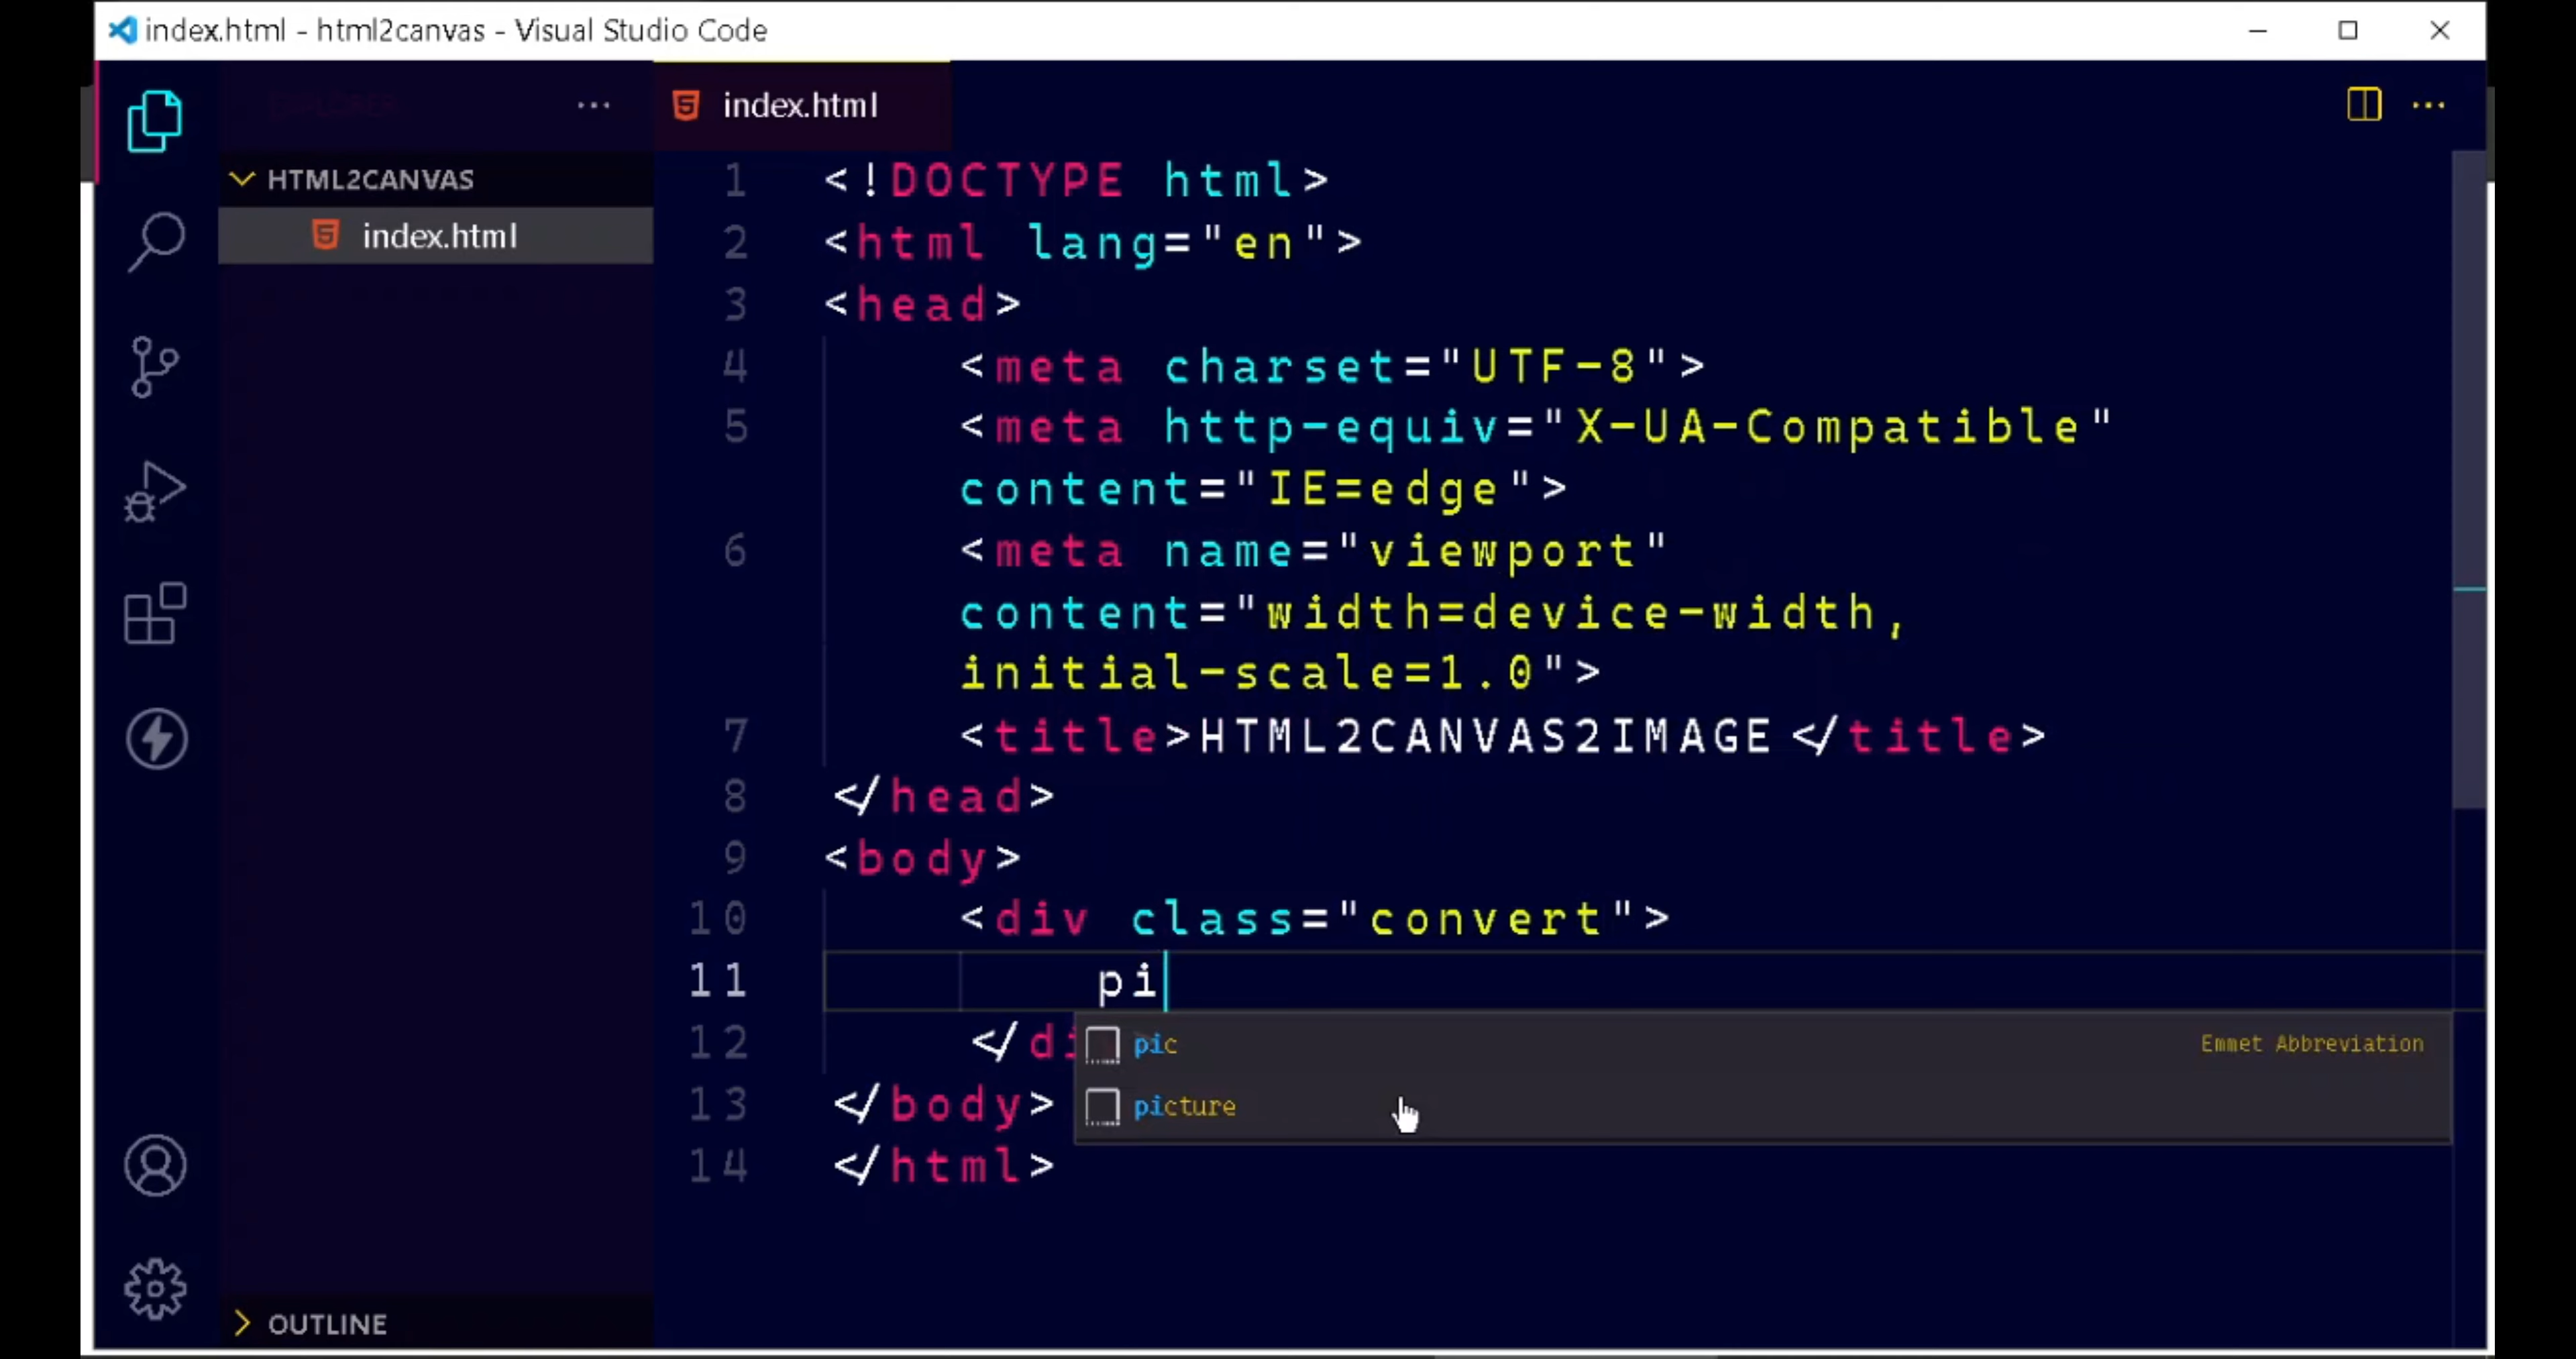 index.html - html2canvas - Visual Studio Code
EXPLORER
index.html
HTML2CANVAS
index.html
1 <!DOCTYPE html>
2 <html lang="en">
3 <head>
4 <meta charset="UTF-8">
5 <meta http-equiv="X-UA-Compatible"
content="IE=edge">
6 <meta name="viewport"
content="width=device-width,
initial-scale=1.0">
7 <title>HTML2CANVAS2IMAGE</title>
8 </head>
9 <body>
10 <div class="convert">
11 pi
12 </di
pic Emmet Abbreviation
13 </body>
picture
14 </html>
OUTLINE